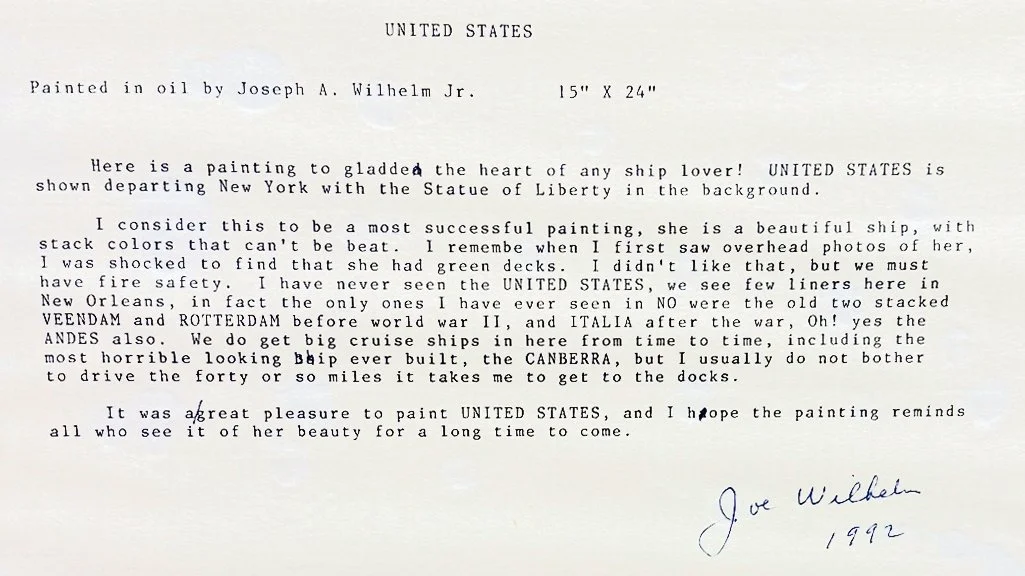 UNITED STATES
Painted in oil by Joseph A. Wilhelm Jr. 15" X 24"
Here is a painting to gladded the heart of any ship lover! UNITED STATES is
shown departing New York with the Statue of Liberty in the background.
I consider this to be a most successful painting, she is a beautiful ship, with
stack colors that can't be beat. I remembe when I first saw overhead photos of her,
I was shocked to find that she had green decks. I didn't like that, but we must
have fire safety. I have never seen the UNITED STATES, we see few liners here in
New Orleans, in fact the only ones I have ever seen in NO were the old two stacked
VEENDAM and ROTTERDAM before world war II, and ITALIA after the war, Oh! yes the
ANDES also. We do get big cruise ships in here from time to time, including the
most horrible looking ship ever built, the CANBERRA, but I usually do not bother
to drive the forty or so miles it takes me to get to the docks.
It was a/great pleasure to paint UNITED STATES, and I hope the painting reminds
all who see it of her beauty for a long time to come.
Joe Wilhelm
1992